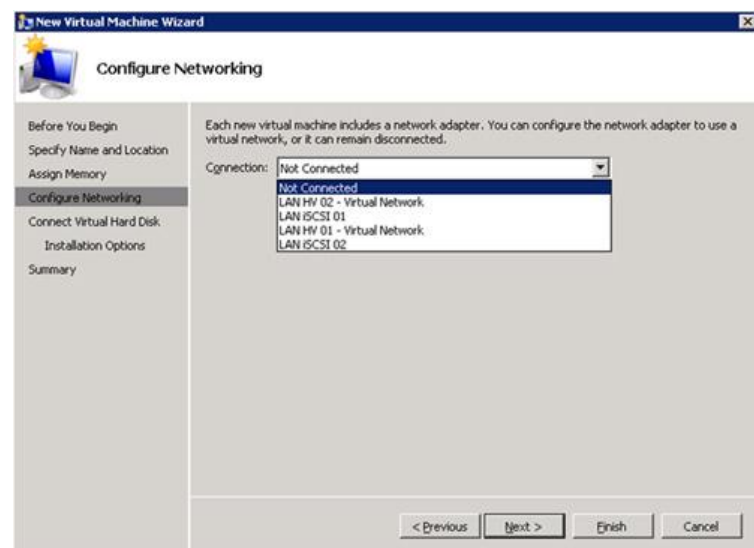 New Virtual Machine Wizard
Configure Networking
Before You Begin
Specify Name and Location
Assign Memory
Configure Networking
Connect Virtual Hard Disk
Installation Options
Summary
Each new virtual machine includes a network adapter. You can configure the network adapter to use a
virtual network, or it can remain disconnected.
Connection: Not Connected
Not Connected
LAN HV 02 - Virtual Network
LAN iSCSI 01
LAN HV 01 - Virtual Network
LAN iSCSI 02
< Previous Next > Finish Cancel